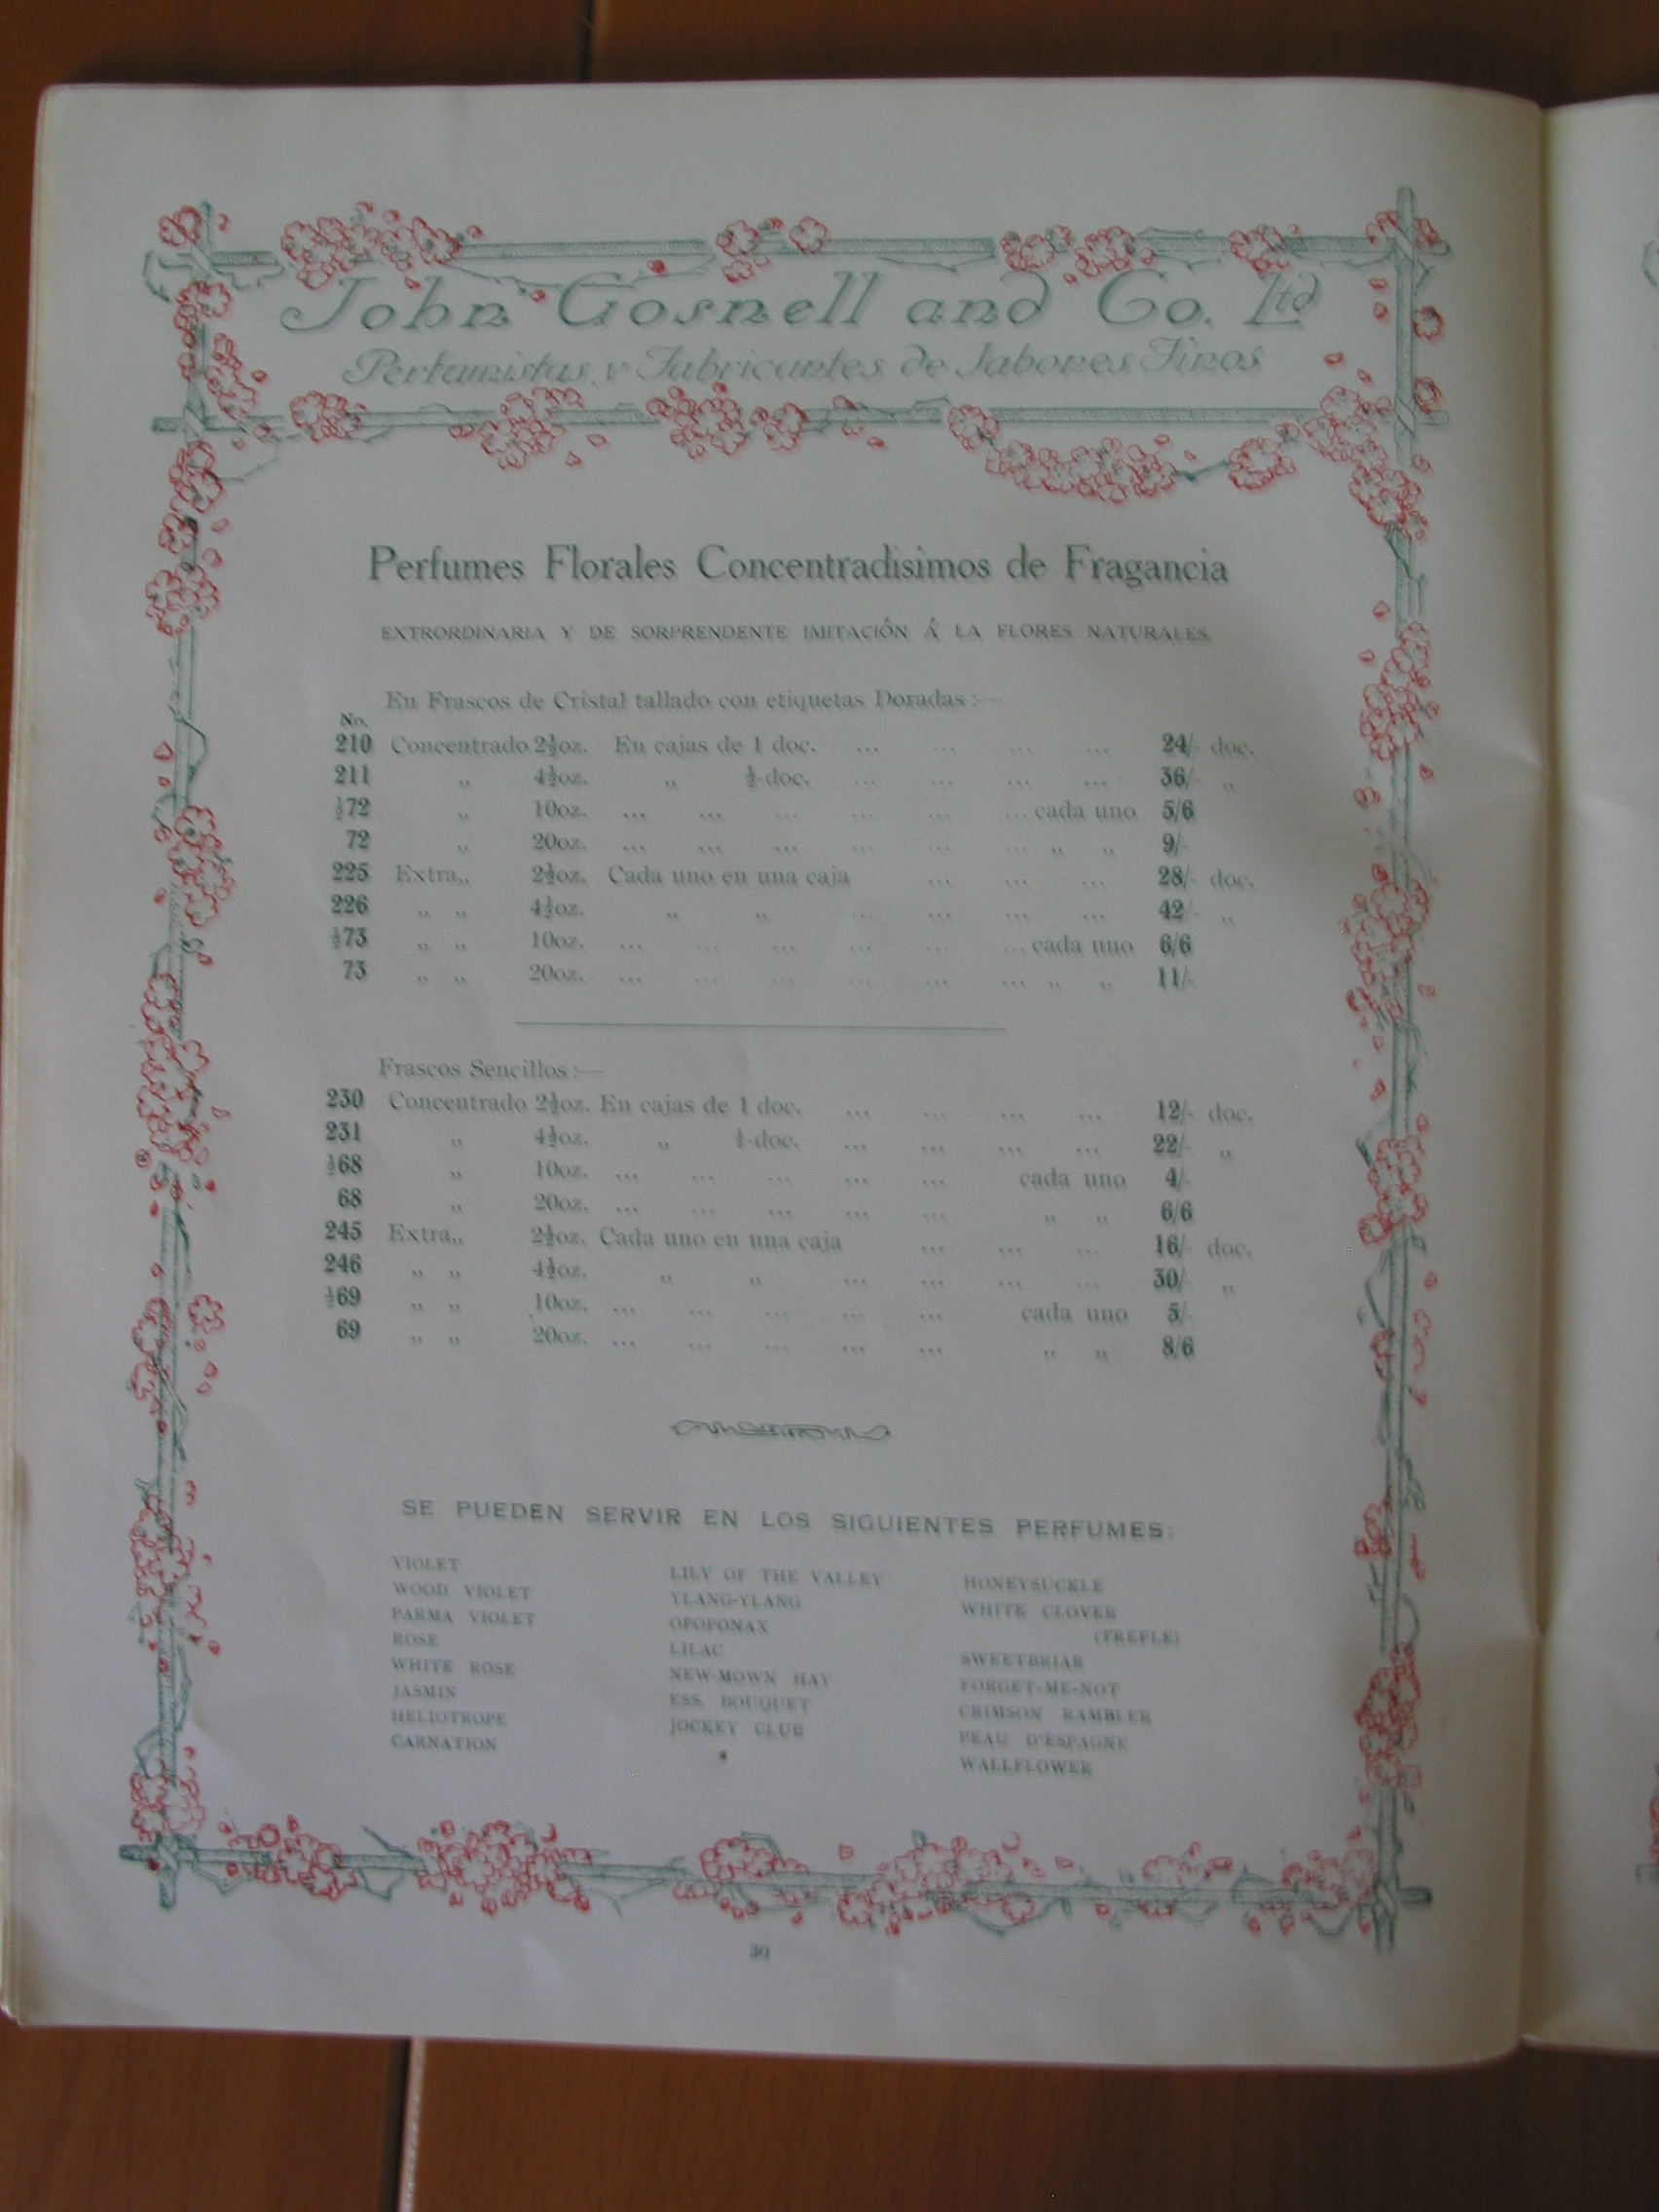 John Gosnell and Co. Ltd
Perfumistas y Fabricantes de Jabones Finos
Perfumes Florales Concentradisimos de Fragancia
EXTRORDINARIA Y DE SORPRENDENTE IMITACIÓN Á LA FLORES NATURALES.
En Frascos de Cristal tallado con etiquetas Doradas:—
No.
210 Concentrado 2½oz. En cajas de 1 doc. ... ... ... ... 24/- doc.
211 ,, 4½oz. ,, ½-doc. ... ... ... ... 36/- ,,
½72 ,, 10oz. ... ... ... ... ... ... cada uno 5/6
72 ,, 20oz. ... ... ... ... ... ... ,, ,, 9/-
225 Extra ,, 2½oz. Cada uno en una caja ... ... ... 28/- doc.
226 ,, ,, 4½oz. ,, ,, ... ... ... ... 42/- ,,
½73 ,, ,, 10oz. ... ... ... ... ... ... cada uno 6/6
73 ,, ,, 20oz. ... ... ... ... ... ... ,, ,, 11/-
Frascos Sencillos:—
230 Concentrado 2½oz. En cajas de 1 doc. ... ... ... ... 12/- doc.
231 ,, 4½oz. ,, ½-doc. ... ... ... ... 22/- ,,
½68 ,, 10oz. ... ... ... ... ... cada uno 4/-
68 ,, 20oz. ... ... ... ... ... ,, ,, 6/6
245 Extra ,, 2½oz. Cada uno en una caja ... ... ... 16/- doc.
246 ,, ,, 4½oz. ,, ,, ... ... ... ... 30/- ,,
½69 ,, ,, 10oz. ... ... ... ... ... cada uno 5/-
69 ,, ,, 20oz. ... ... ... ... ... ,, ,, 8/6
SE PUEDEN SERVIR EN LOS SIGUIENTES PERFUMES:
VIOLET
WOOD VIOLET
PARMA VIOLET
ROSE
WHITE ROSE
JASMIN
HELIOTROPE
CARNATION
LILY OF THE VALLEY
YLANG-YLANG
OPOPONAX
LILAC
NEW-MOWN HAY
ESS. BOUQUET
JOCKEY CLUB
HONEYSUCKLE
WHITE CLOVER
(TREFLE)
SWEETBRIAR
FORGET-ME-NOT
CRIMSON RAMBLER
PEAU D'ESPAGNE
WALLFLOWER
30